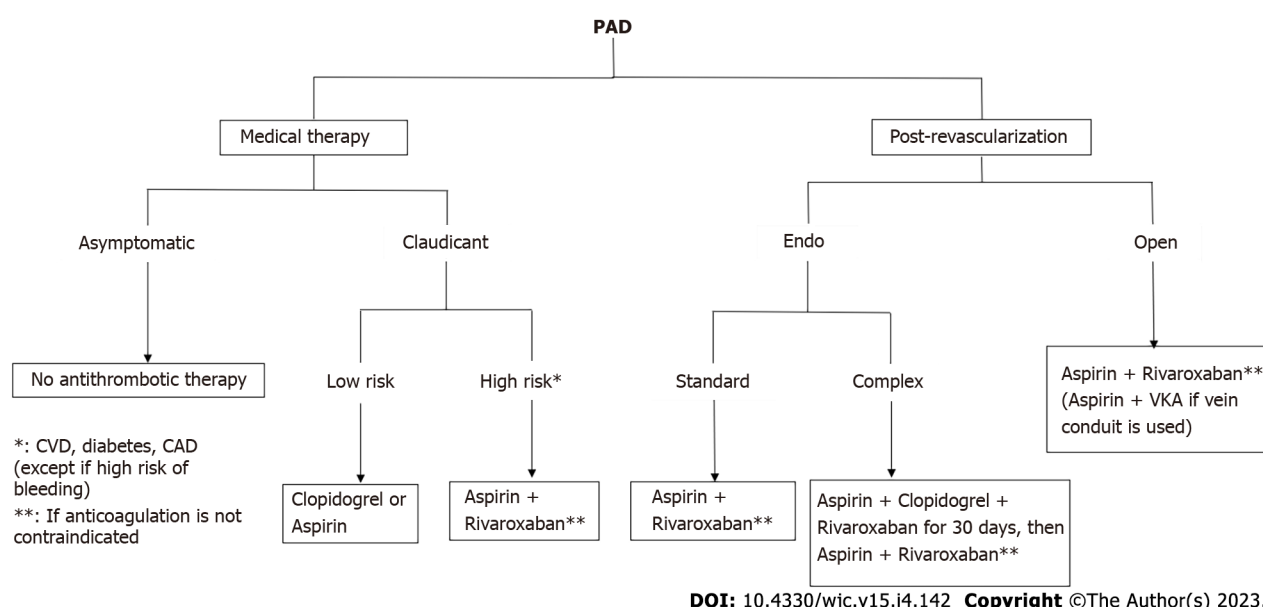 PAD
Medical therapy
Post-revascularization
Asymptomatic
Claudicant
Endo
Open
No antithrombotic therapy
Low risk
High risk*
Standard
Complex
Aspirin + Rivaroxaban**
(Aspirin + VKA if vein
conduit is used)
*: CVD, diabetes, CAD
(except if high risk of
bleeding)
**: If anticoagulation is not
contraindicated
Clopidogrel or
Aspirin
Aspirin +
Rivaroxaban**
Aspirin +
Rivaroxaban**
Aspirin + Clopidogrel +
Rivaroxaban for 30 days, then
Aspirin + Rivaroxaban**
DOI: 10.4330/wjc.v15.i4.142 Copyright ©The Author(s) 2023.